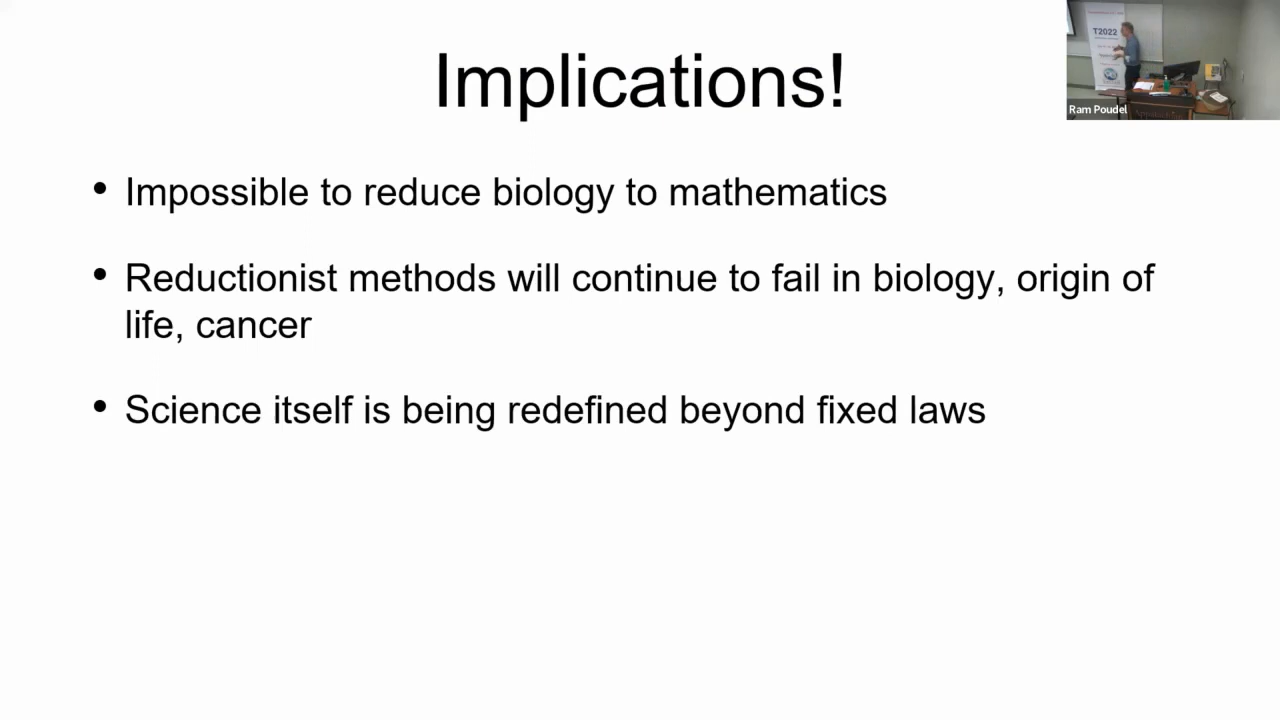 Implications!
T2022
Ram Poudel
• Impossible to reduce biology to mathematics
• Reductionist methods will continue to fail in biology, origin of
life, cancer
• Science itself is being redefined beyond fixed laws